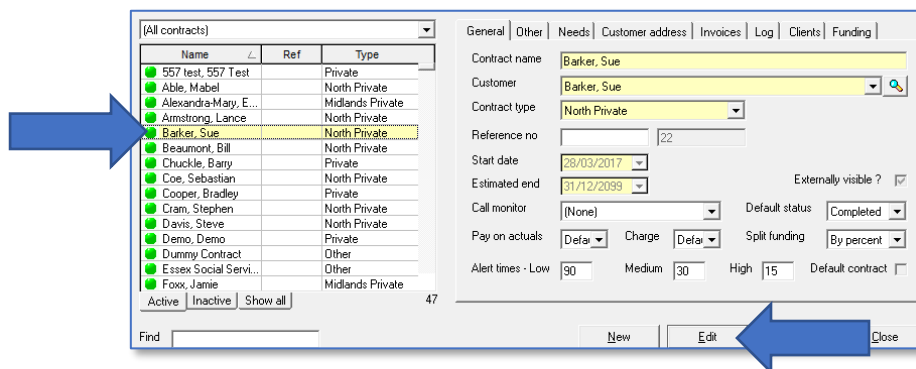 (All contracts)
Name Ref Type
557 test, 557 Test Private
Able, Mabel North Private
Alexandra-Mary, E... Midlands Private
Armstrong, Lance North Private
Barker, Sue North Private
Beaumont, Bill North Private
Chuckle, Barry Private
Coe, Sebastian North Private
Cooper, Bradley Private
Cram, Stephen North Private
Davis, Steve North Private
Demo, Demo Private
Dummy Contract Other
Essex Social Servi... Other
Foxx, Jamie Midlands Private
Active Inactive Show all 47
Find
General Other Needs Customer address Invoices Log Clients Funding
Contract name Barker, Sue
Customer Barker, Sue
Contract type North Private
Reference no 22
Start date 28/03/2017
Estimated end 31/12/2099 Externally visible ?
Call monitor (None) Default status Completed
Pay on actuals Defau Charge Defau Split funding By percent
Alert times - Low 90 Medium 30 High 15 Default contract
New Edit Close